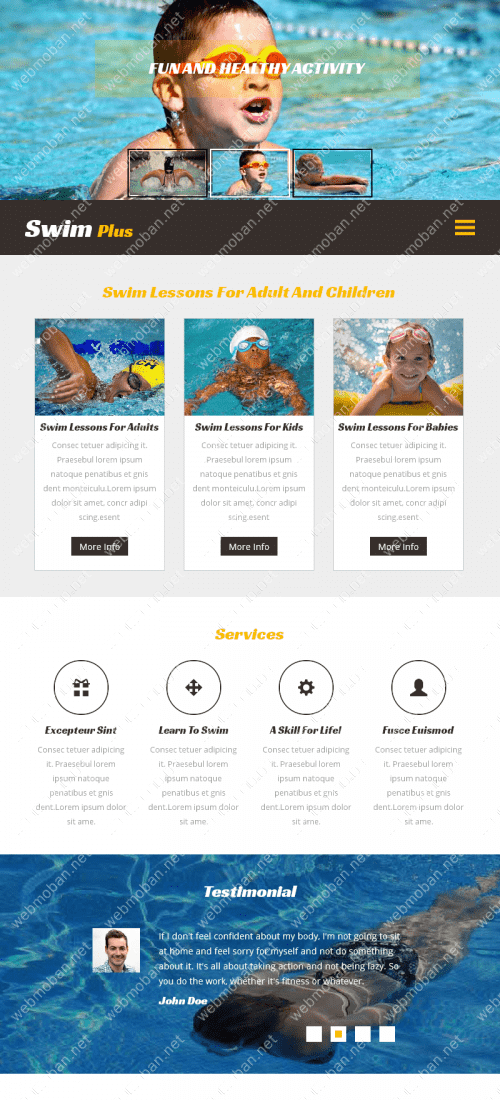 FUN AND HEALTHY ACTIVITY
Swim Plus
Swim Lessons For Adult And Children
Swim Lessons For Adults
Consec tetuer adipicing it.
Praesebul lorem ipsum
natoque penatibus et gnis
dent monteiculu.Lorem ipsum
dolor sit amet, concr adipi
scing.esent
More Info
Swim Lessons For Kids
Consec tetuer adipicing it.
Praesebul lorem ipsum
natoque penatibus et gnis
dent monteiculu.Lorem ipsum
dolor sit amet, concr adipi
scing.esent
More Info
Swim Lessons For Babies
Consec tetuer adipicing it.
Praesebul lorem ipsum
natoque penatibus et gnis
dent monteiculu.Lorem ipsum
dolor sit amet, concr adipi
scing.esent
More Info
Services
Excepteur Sint
Consec tetuer adipicing
it. Praesebul lorem
ipsum natoque
penatibus et gnis
dent.Lorem ipsum dolor
sit ame.
Learn To Swim
Consec tetuer adipicing
it. Praesebul lorem
ipsum natoque
penatibus et gnis
dent.Lorem ipsum dolor
sit ame.
A Skill For Life!
Consec tetuer adipicing
it. Praesebul lorem
ipsum natoque
penatibus et gnis
dent.Lorem ipsum dolor
sit ame.
Fusce Euismod
Consec tetuer adipicing
it. Praesebul lorem
ipsum natoque
penatibus et gnis
dent.Lorem ipsum dolor
sit ame.
Testimonial
If I don't feel confident about my body, I'm not going to sit
at home and feel sorry for myself and not do something
about it. It's all about taking action and not being lazy. So
you do the work, whether it's fitness or whatever.
John Doe
webmoban.net